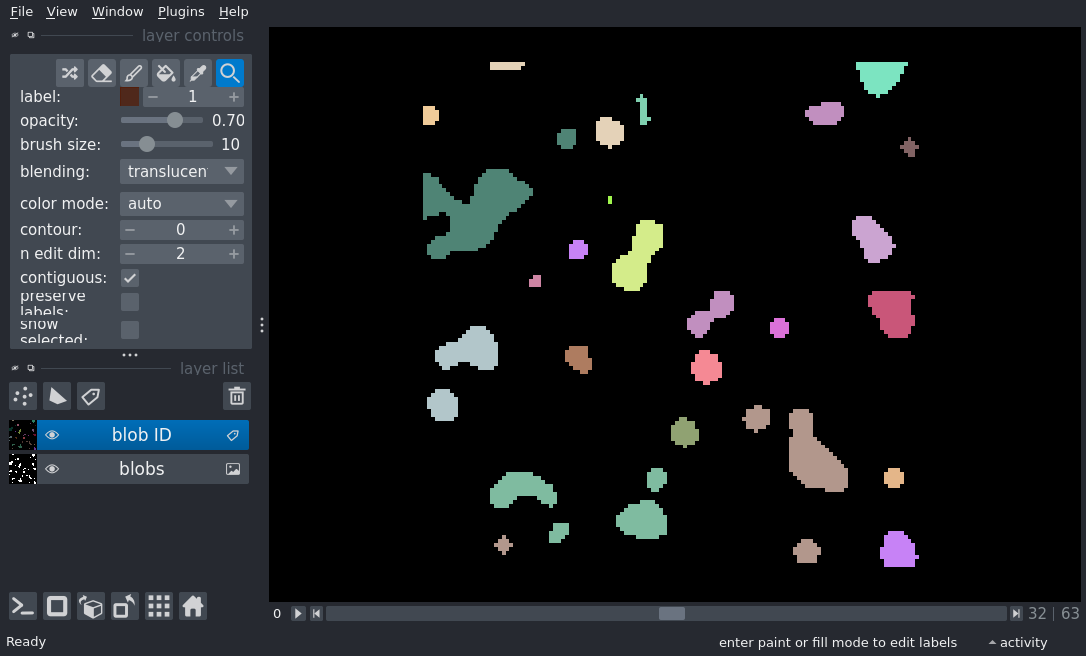 File View Window Plugins Help
layer controls
label: 1
opacity: 0.70
brush size: 10
blending: translucen
color mode: auto
contour: 0
n edit dim: 2
contiguous:
preserve
labels:
show
selected:
layer list
blob ID
blobs
0 32 | 63
Ready enter paint or fill mode to edit labels activity